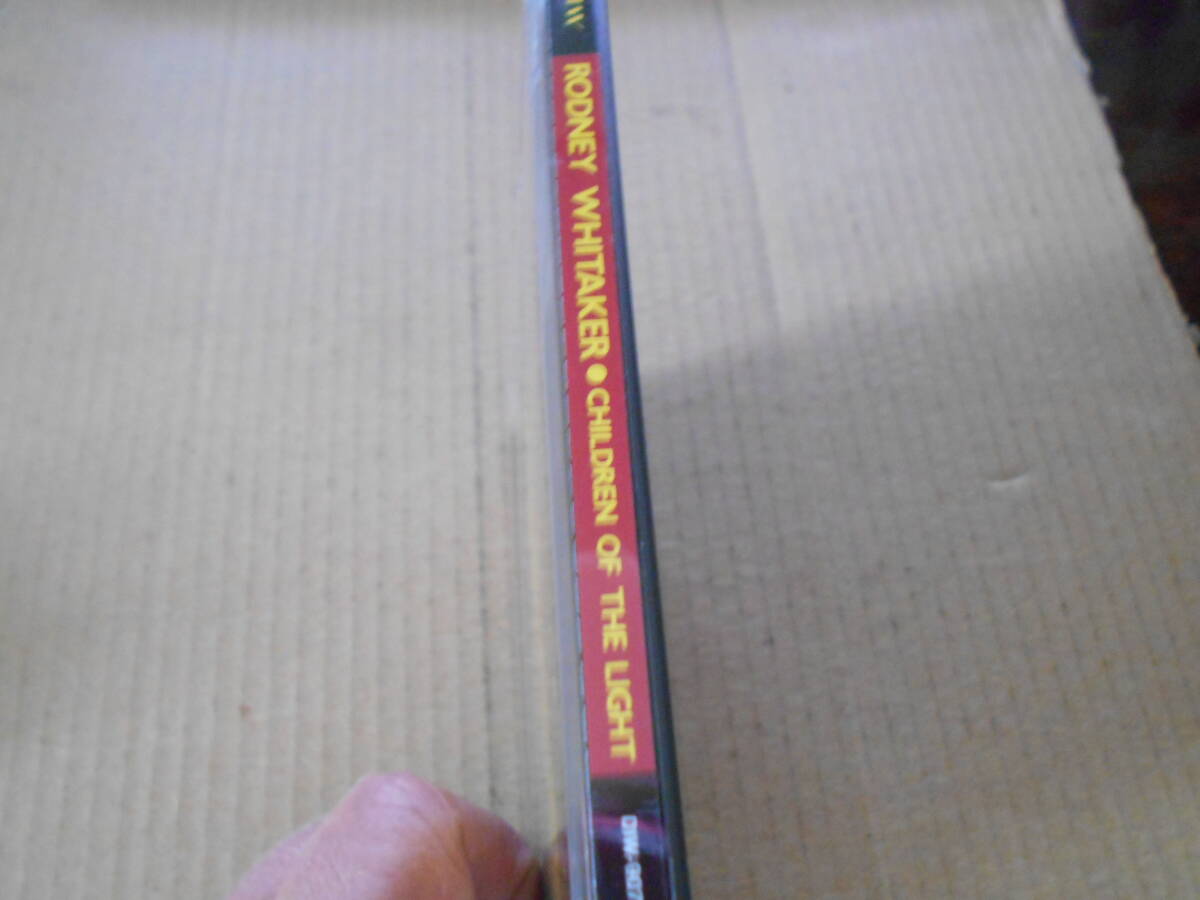 RODNEY WHITAKER ● CHILDREN OF THE LIGHT